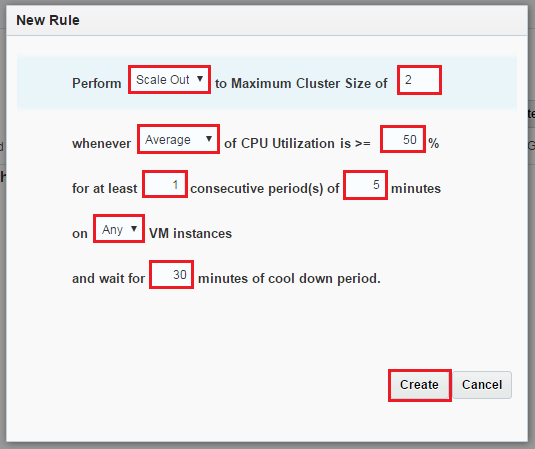 New Rule
Perform Scale Out to Maximum Cluster Size of 2
whenever Average of CPU Utilization is >= 50 %
for at least 1 consecutive period(s) of 5 minutes
on Any VM instances
and wait for 30 minutes of cool down period.
Create Cancel